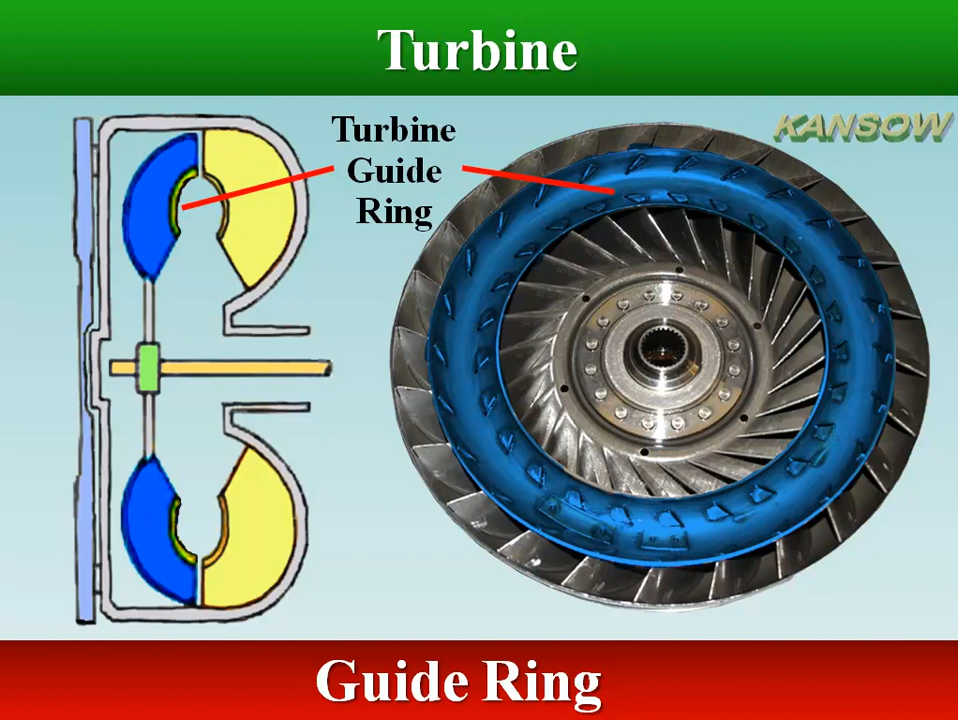 Turbine
Turbine
Guide
Ring
KANSOW
Guide Ring